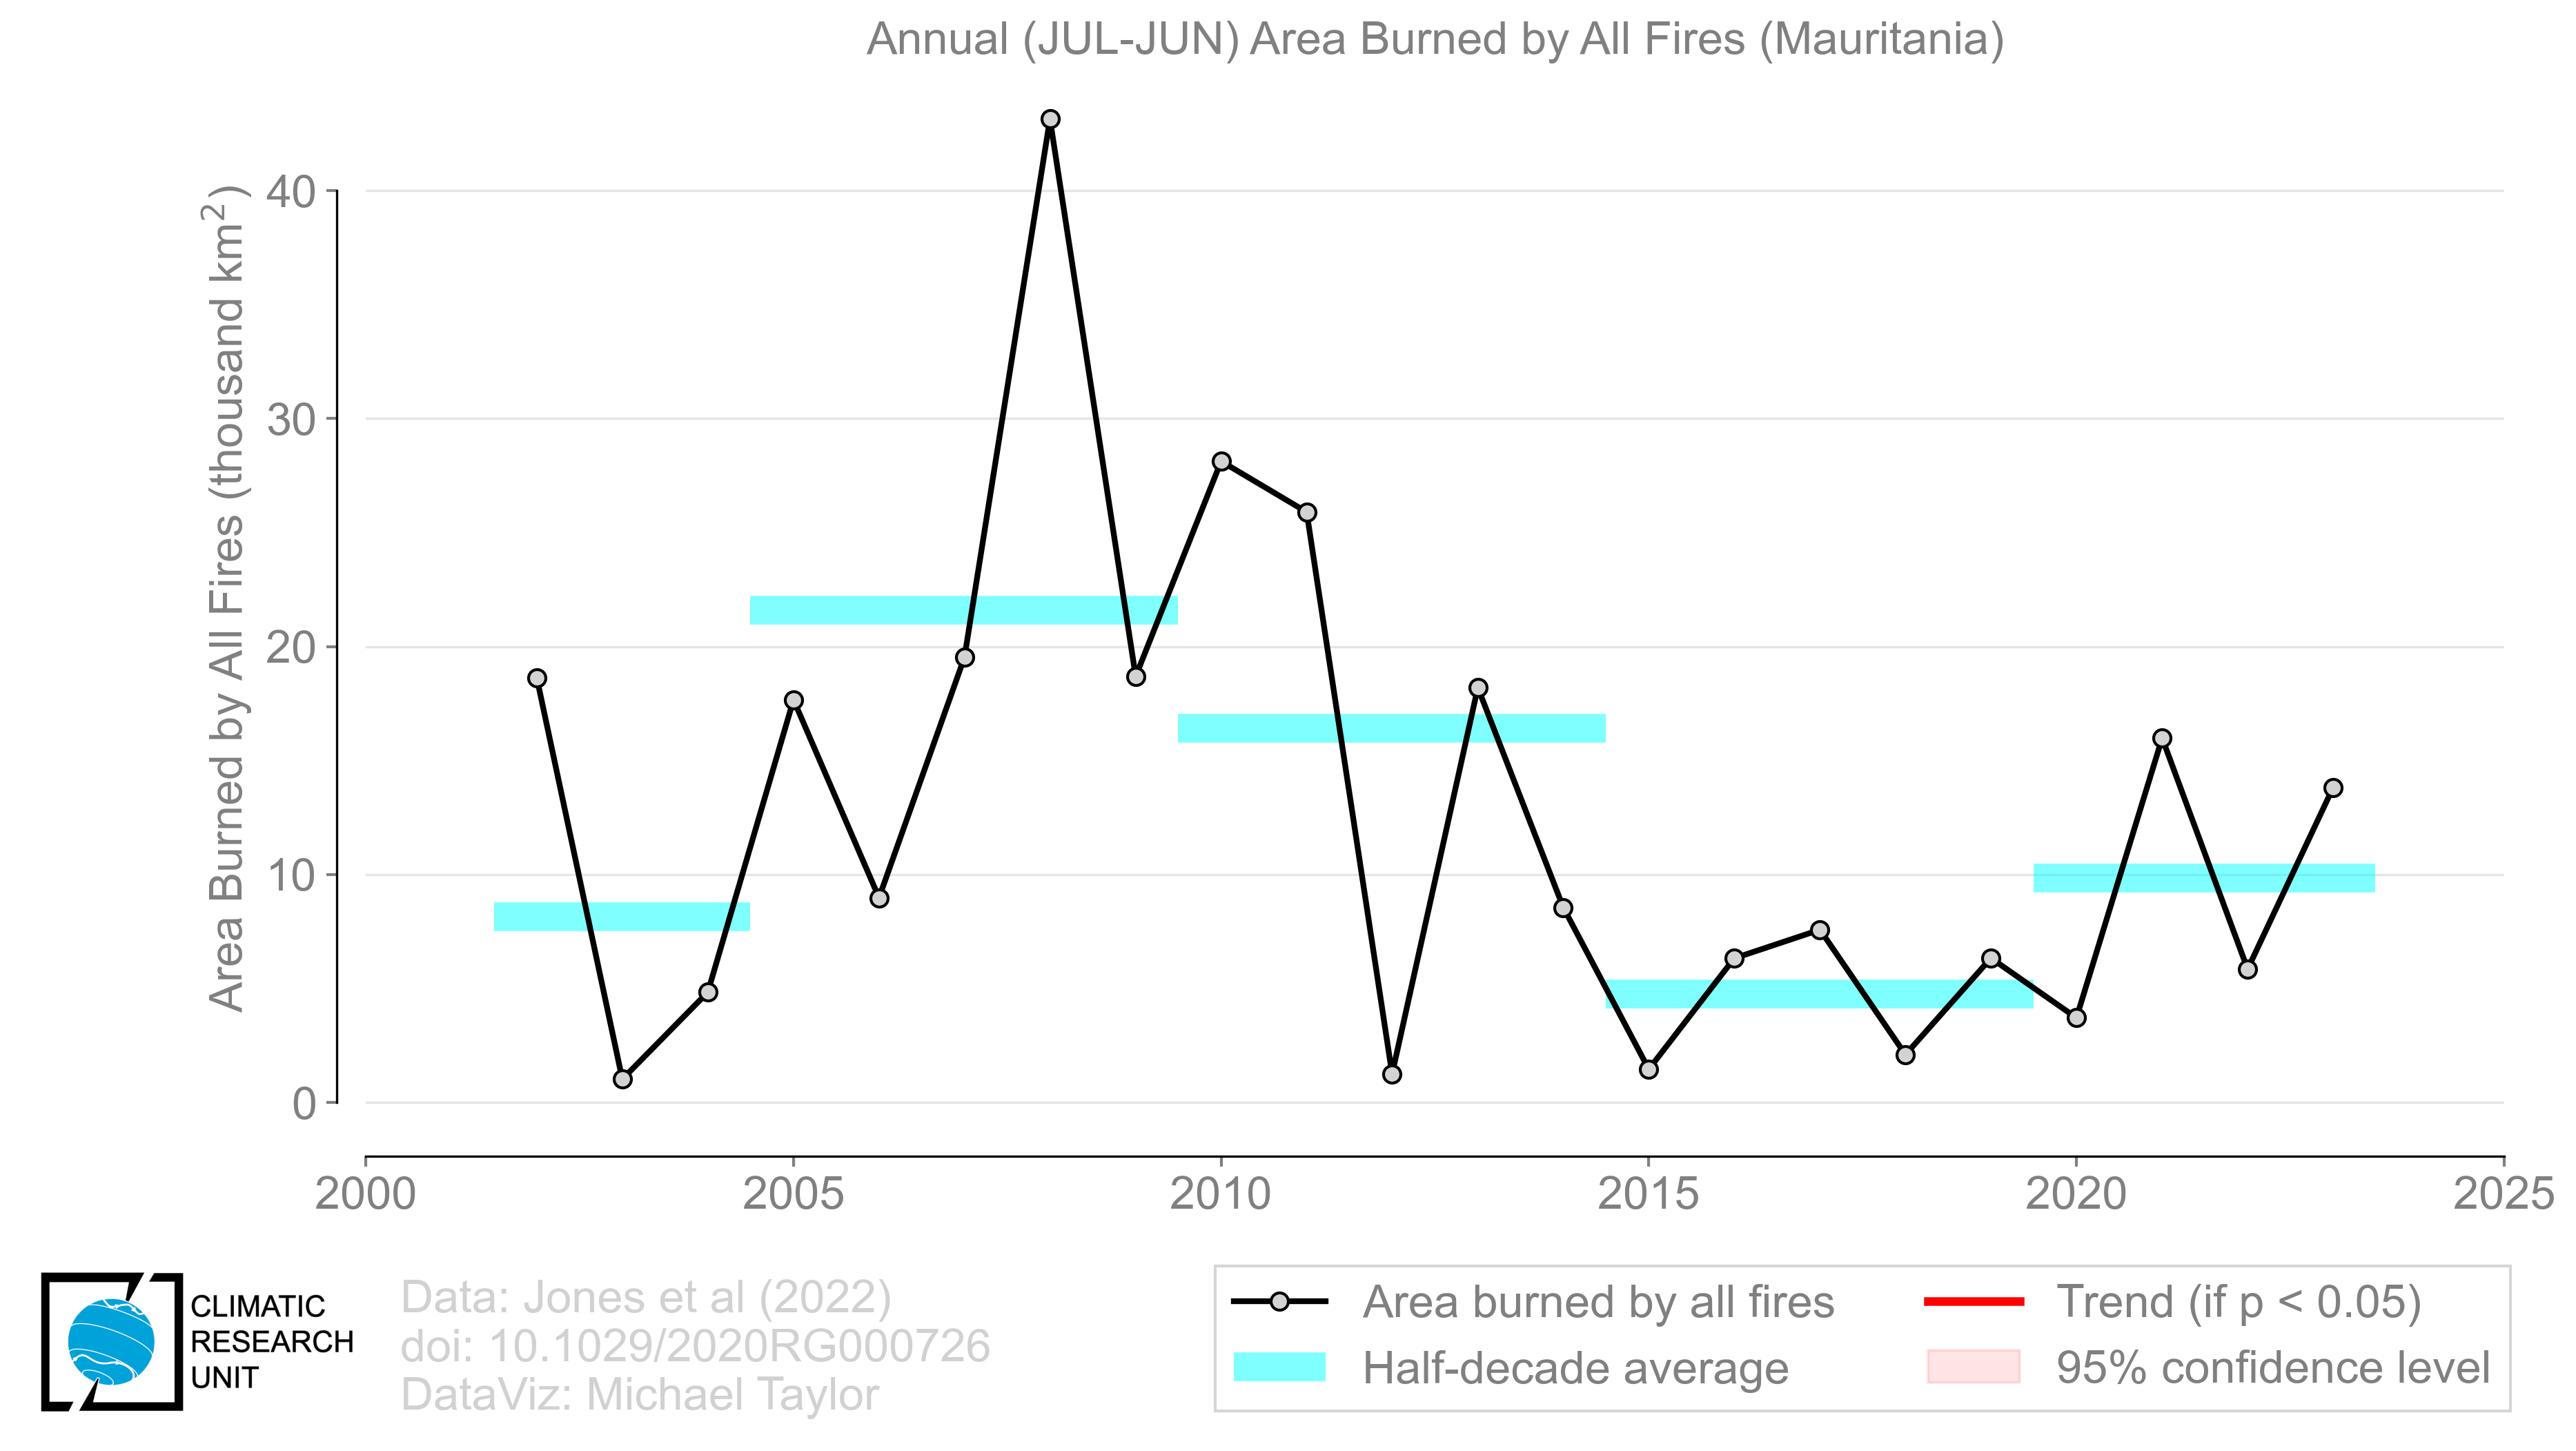 Annual (JUL-JUN) Area Burned by All Fires (Mauritania)
Area Burned by All Fires (thousand km²)
40
30
20
10
0
2000
2005
2010
2015
2020
2025
CLIMATIC
RESEARCH
UNIT
Data: Jones et al (2022)
doi: 10.1029/2020RG000726
DataViz: Michael Taylor
Area burned by all fires
Half-decade average
Trend (if p < 0.05)
95% confidence level